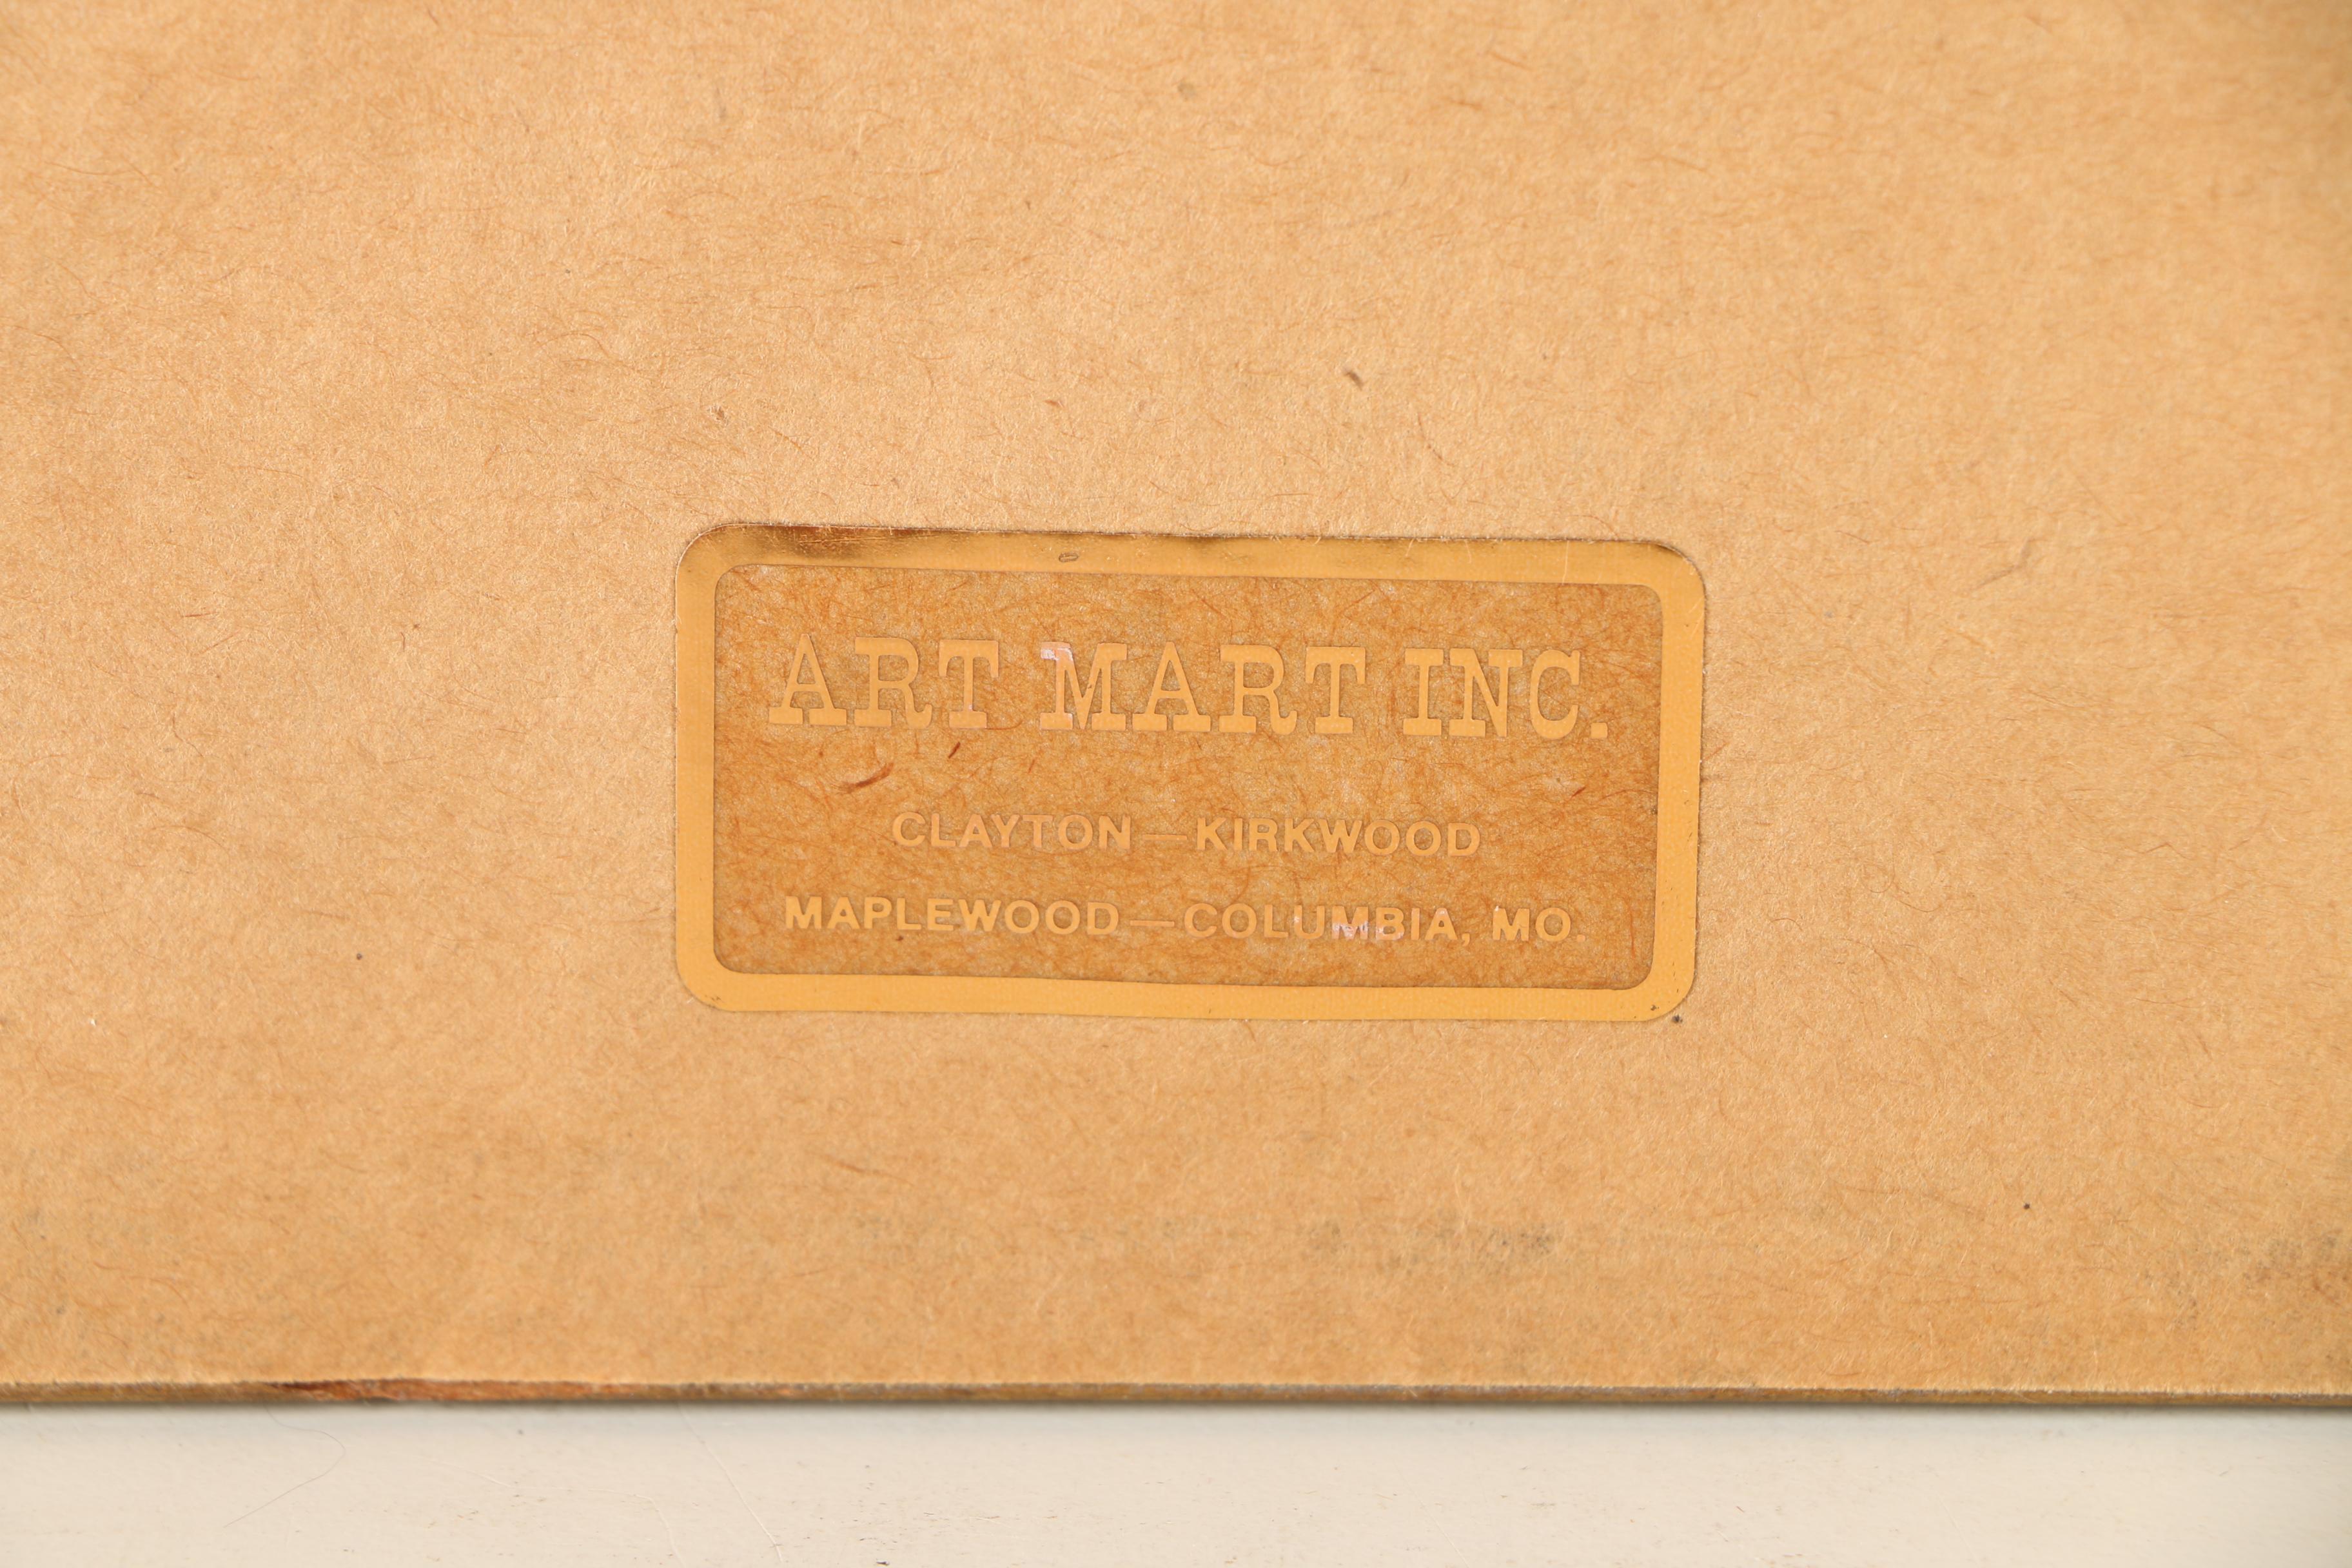 ART MART INC.
CLAYTON—KIRKWOOD
MAPLEWOOD—COLUMBIA, MO.